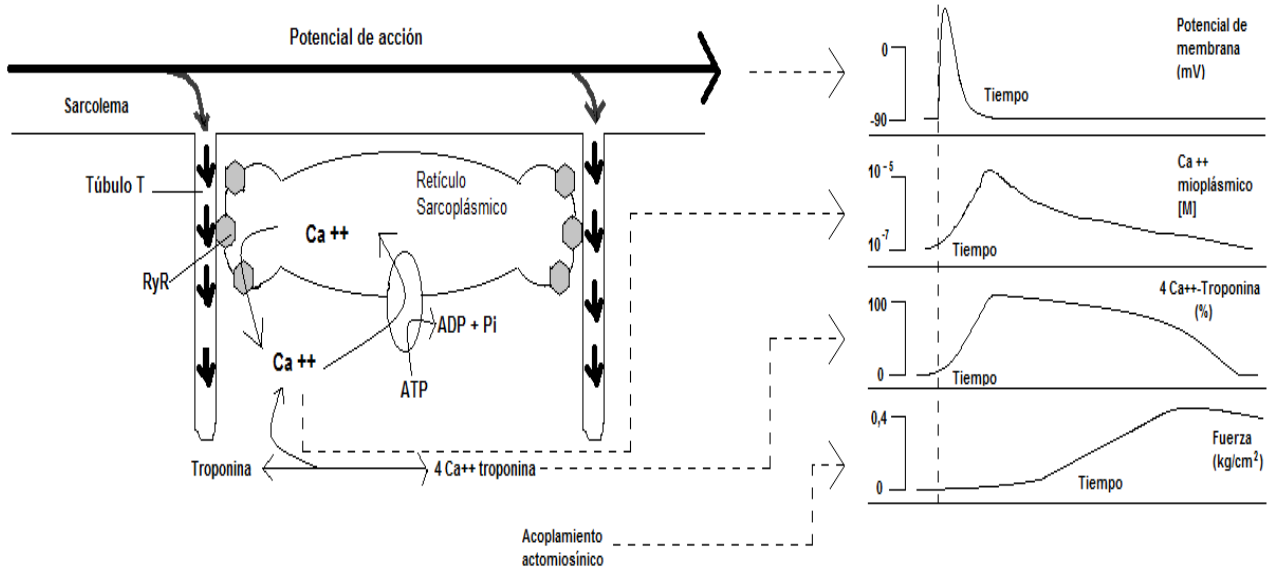 Potencial de acción
Sarcolema
Túbulo T
Retículo
Sarcoplásmico
Ca ++
RyR
ADP + Pi
Ca ++
ATP
Troponina
4 Ca++ troponina
Acoplamiento
actomiosínico
Potencial de
membrana
(mV)
0
Tiempo
-90
Ca ++
mioplásmico
[M]
10 -5
10 -7
Tiempo
4 Ca++-Troponina
(%)
100
0
Tiempo
0,4
Fuerza
(kg/cm2)
Tiempo
0